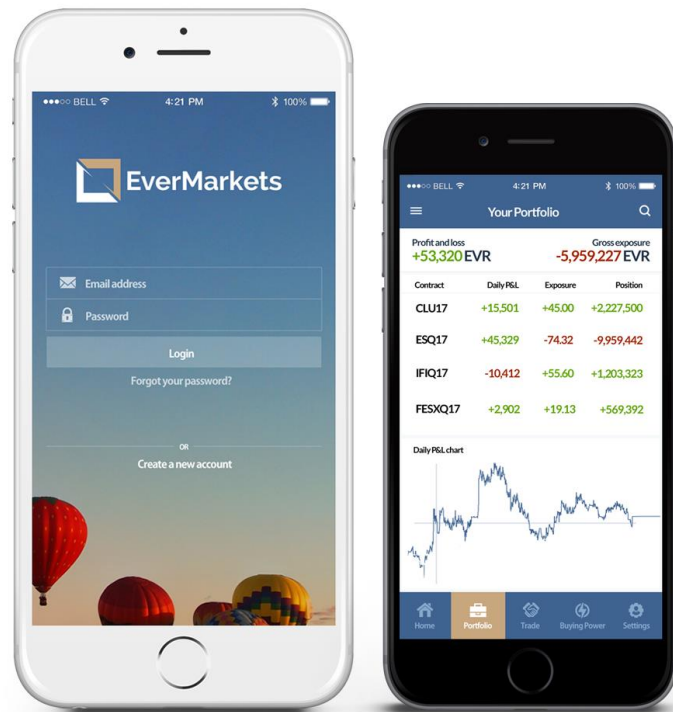 BELL 4:21 PM 100%
EverMarkets
Email address
Password
Login
Forgot your password?
OR
Create a new account
BELL 4:21 PM 100%
Your Portfolio
Profit and loss Gross exposure
+53,320 EVR -5,959,227 EVR
Contract Daily P&L Exposure Position
CLU17 +15,501 +45.00 +2,227,500
ESQ17 +45,329 -74.32 -9,959,442
IFIQ17 -10,412 +55.60 +1,203,323
FESXQ17 +2,902 +19.13 +569,392
Daily P&L chart
Home Portfolio Trade Buying Power Settings